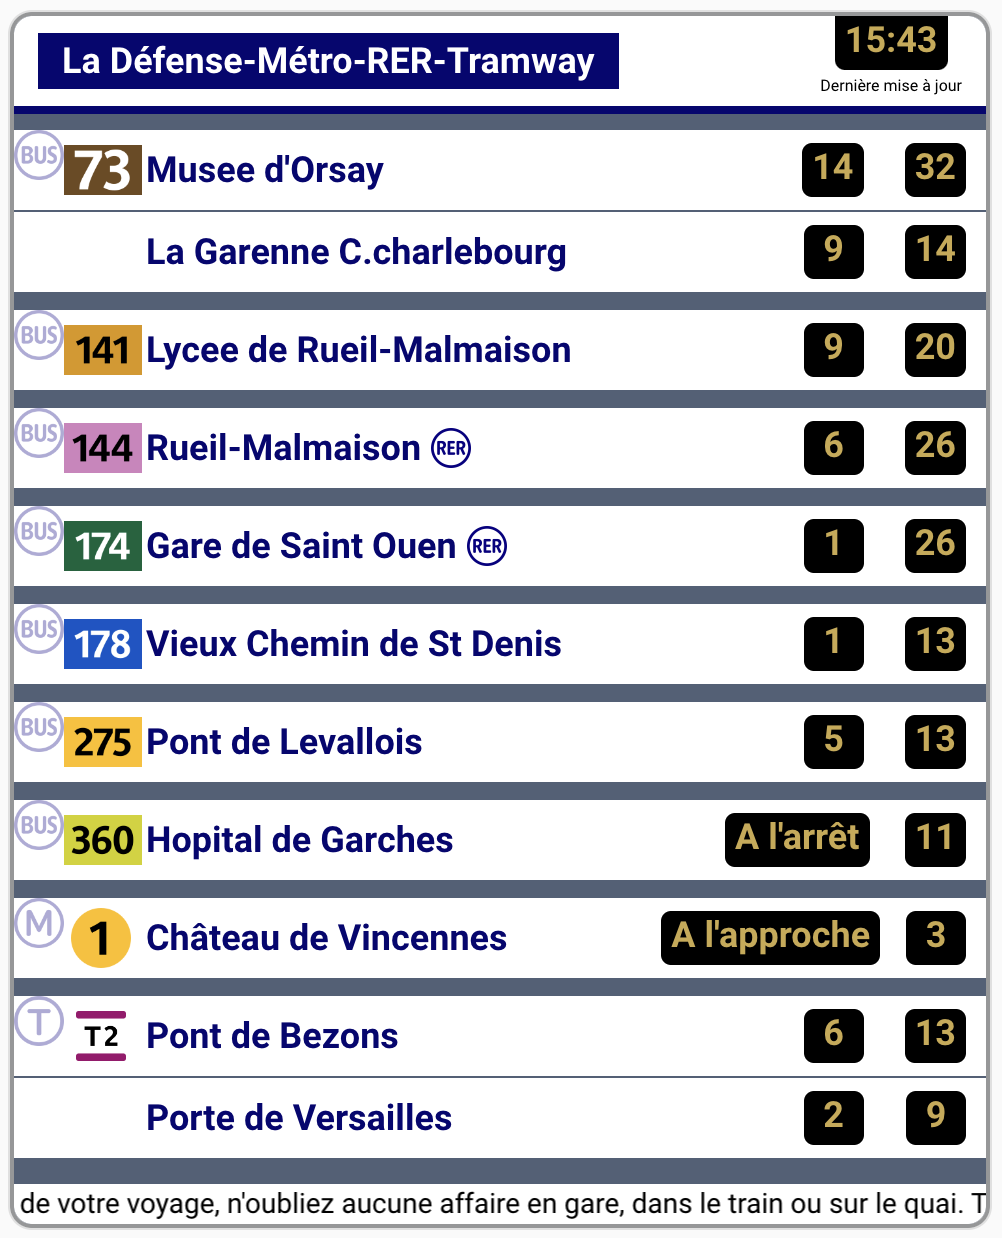 La Défense-Métro-RER-Tramway 15:43
Dernière mise à jour
BUS 73 Musee d'Orsay 14 32
La Garenne C.charlebourg 9 14
BUS 141 Lycee de Rueil-Malmaison 9 20
BUS 144 Rueil-Malmaison RER 6 26
BUS 174 Gare de Saint Ouen RER 1 26
BUS 178 Vieux Chemin de St Denis 1 13
BUS 275 Pont de Levallois 5 13
BUS 360 Hopital de Garches A l'arrêt 11
M 1 Château de Vincennes A l'approche 3
T T2 Pont de Bezons 6 13
Porte de Versailles 2 9
de votre voyage, n'oubliez aucune affaire en gare, dans le train ou sur le quai. T